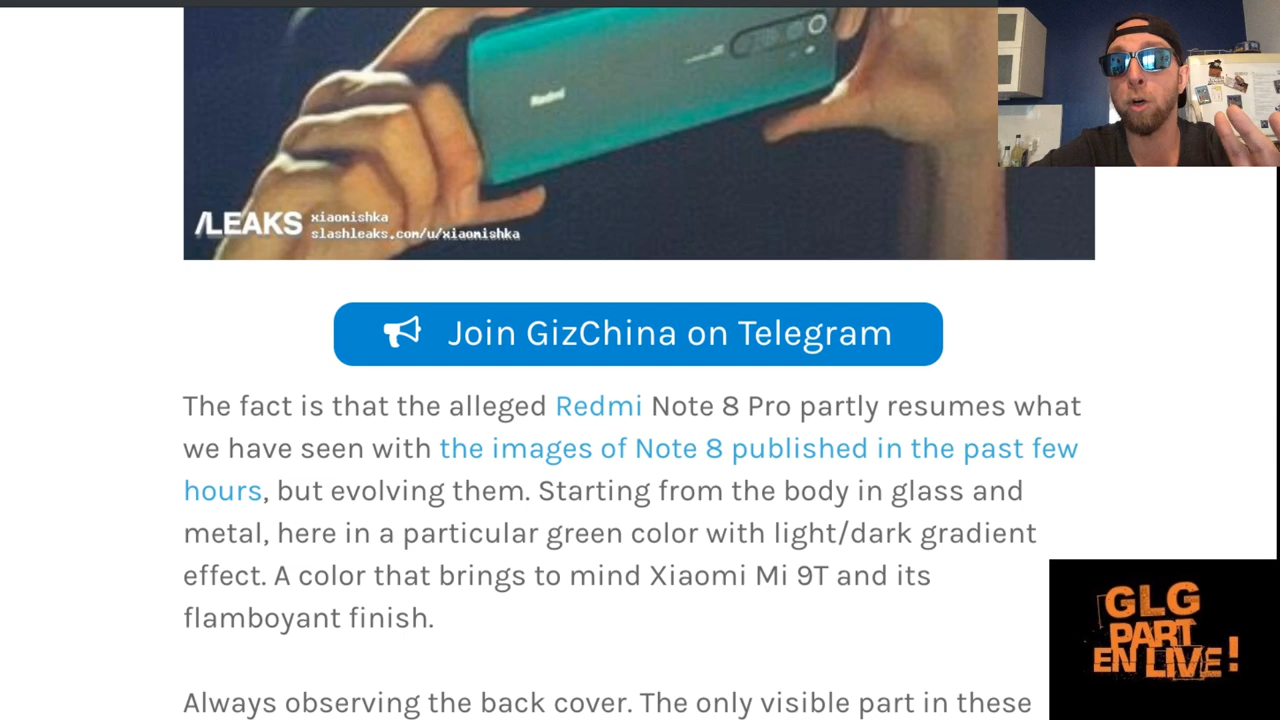 Redmi
/LEAKS xiaomishka
slashleaks.com/u/xiaomishka
Join GizChina on Telegram
The fact is that the alleged Redmi Note 8 Pro partly resumes what
we have seen with the images of Note 8 published in the past few
hours, but evolving them. Starting from the body in glass and
metal, here in a particular green color with light/dark gradient
effect. A color that brings to mind Xiaomi Mi 9T and its
flamboyant finish.
Always observing the back cover. The only visible part in these
GLG
PART
EN LIVE !